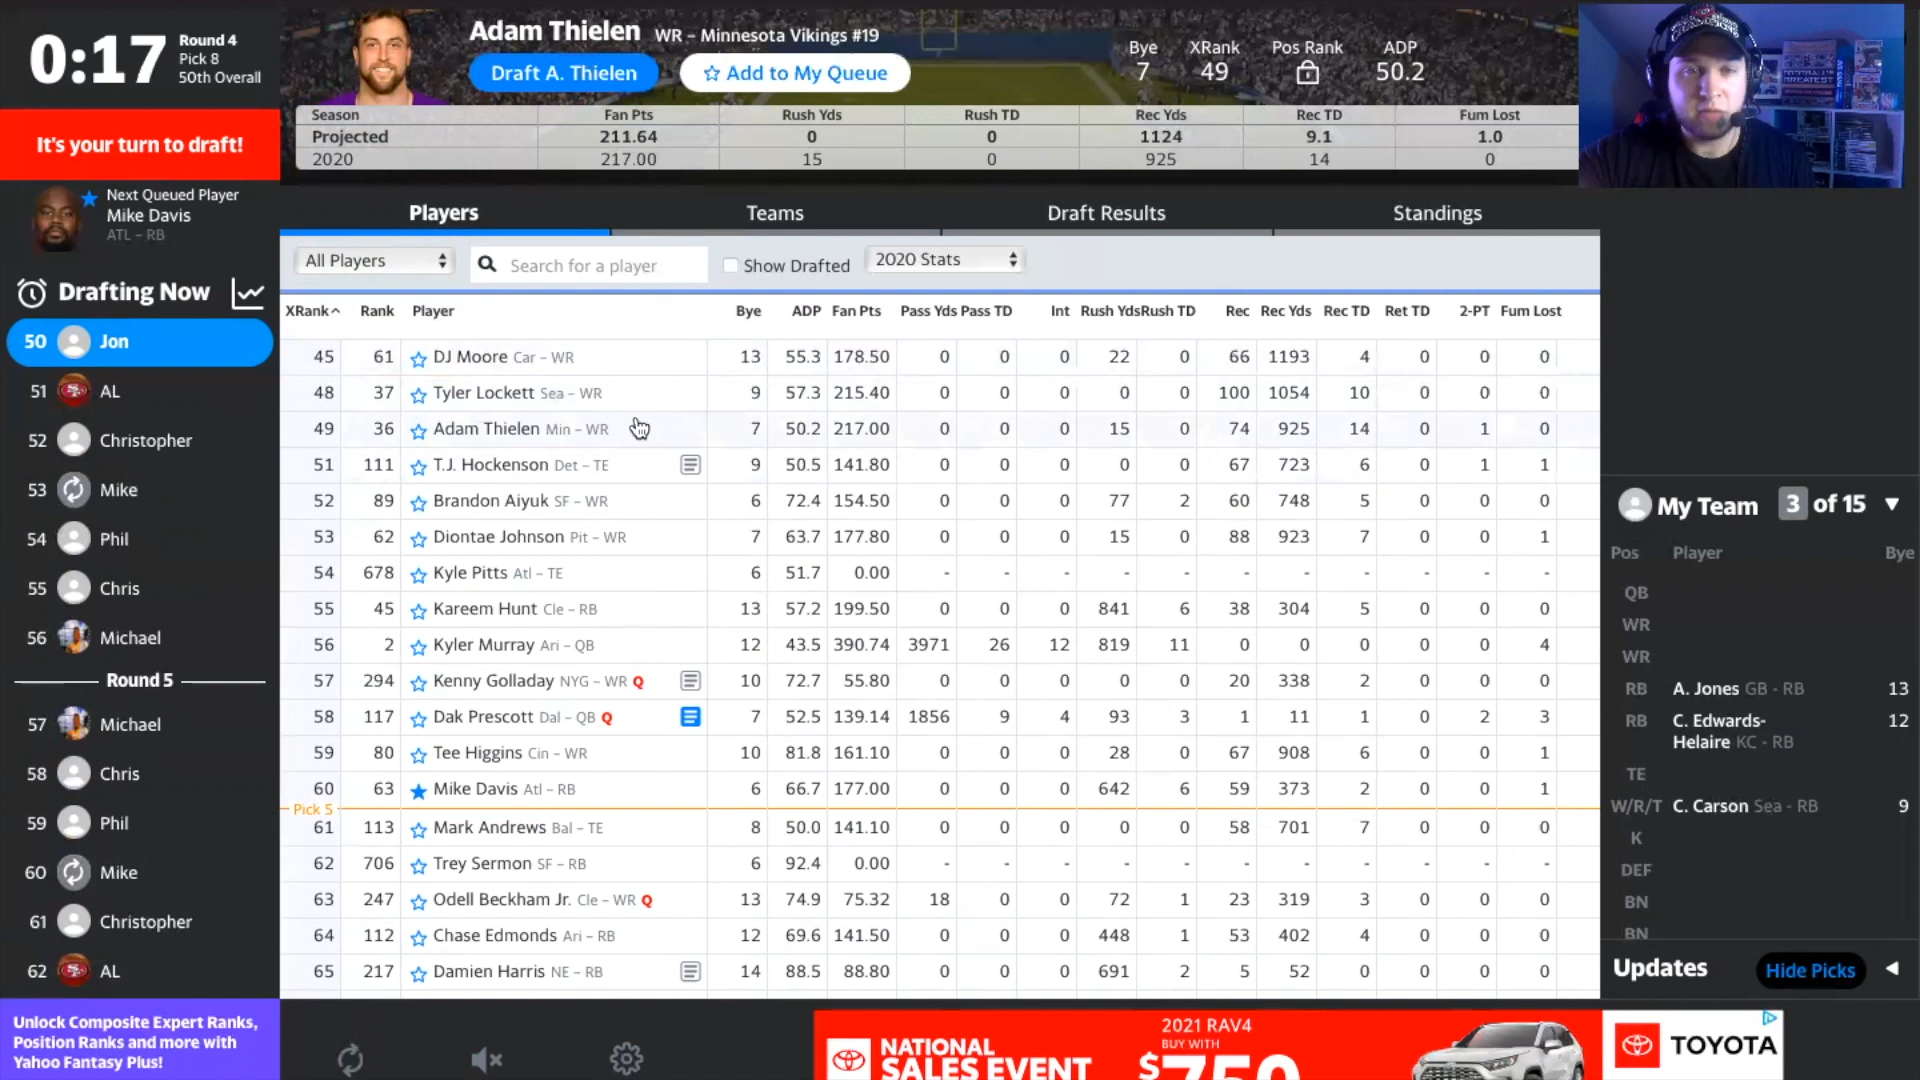 0:17
Round 4
Pick 8
50th Overall
It's your turn to draft!
Next Queued Player
Mike Davis
ATL – RB
Drafting Now
50 Jon
51 AL
52 Christopher
53 Mike
54 Phil
55 Chris
56 Michael
Round 5
57 Michael
58 Chris
59 Phil
60 Mike
61 Christopher
62 AL
Unlock Composite Expert Ranks,
Position Ranks and more with
Yahoo Fantasy Plus!
Adam Thielen WR – Minnesota Vikings #19
Draft A. Thielen Add to My Queue
Bye XRank Pos Rank ADP
7 49 50.2
Season Fan Pts Rush Yds Rush TD Rec Yds Rec TD Fum Lost
Projected 211.64 0 0 1124 9.1 1.0
2020 217.00 15 0 925 14 0
Players Teams Draft Results Standings
All Players Search for a player Show Drafted 2020 Stats
XRank Rank Player Bye ADP Fan Pts Pass Yds Pass TD Int Rush Yds Rush TD Rec Rec Yds Rec TD Ret TD 2-PT Fum Lost
45 61 DJ Moore Car – WR 13 55.3 178.50 0 0 0 22 0 66 1193 4 0 0 0
48 37 Tyler Lockett Sea – WR 9 57.3 215.40 0 0 0 0 0 100 1054 10 0 0 0
49 36 Adam Thielen Min – WR 7 50.2 217.00 0 0 0 15 0 74 925 14 0 1 0
51 111 T.J. Hockenson Det – TE 9 50.5 141.80 0 0 0 0 0 67 723 6 0 1 1
52 89 Brandon Aiyuk SF – WR 6 72.4 154.50 0 0 0 77 2 60 748 5 0 0 0
53 62 Diontae Johnson Pit – WR 7 63.7 177.80 0 0 0 15 0 88 923 7 0 0 1
54 678 Kyle Pitts Atl – TE 6 51.7 0.00 - - - - - - - - - - -
55 45 Kareem Hunt Cle – RB 13 57.2 199.50 0 0 0 841 6 38 304 5 0 0 0
56 2 Kyler Murray Ari – QB 12 43.5 390.74 3971 26 12 819 11 0 0 0 0 0 4
57 294 Kenny Golladay NYG – WR Q 10 72.7 55.80 0 0 0 0 0 20 338 2 0 0 0
58 117 Dak Prescott Dal – QB Q 7 52.5 139.14 1856 9 4 93 3 1 11 1 0 2 3
59 80 Tee Higgins Cin – WR 10 81.8 161.10 0 0 0 28 0 67 908 6 0 0 1
60 63 Mike Davis Atl – RB 6 66.7 177.00 0 0 0 642 6 59 373 2 0 0 1
Pick 5
61 113 Mark Andrews Bal – TE 8 50.0 141.10 0 0 0 0 0 58 701 7 0 0 0
62 706 Trey Sermon SF – RB 6 92.4 0.00 - - - - - - - - - - -
63 247 Odell Beckham Jr. Cle – WR Q 13 74.9 75.32 18 0 0 72 1 23 319 3 0 0 0
64 112 Chase Edmonds Ari – RB 12 69.6 141.50 0 0 0 448 1 53 402 4 0 0 0
65 217 Damien Harris NE – RB 14 88.5 88.80 0 0 0 691 2 5 52 0 0 0 0
My Team 3 of 15
Pos Player Bye
QB
WR
WR
RB A. Jones GB - RB 13
RB C. Edwards-Helaire KC - RB 12
TE
W/R/T C. Carson Sea - RB 9
K
DEF
BN
BN
Updates Hide Picks
NATIONAL
SALES EVENT
2021 RAV4
BUY WITH
$750
TOYOTA